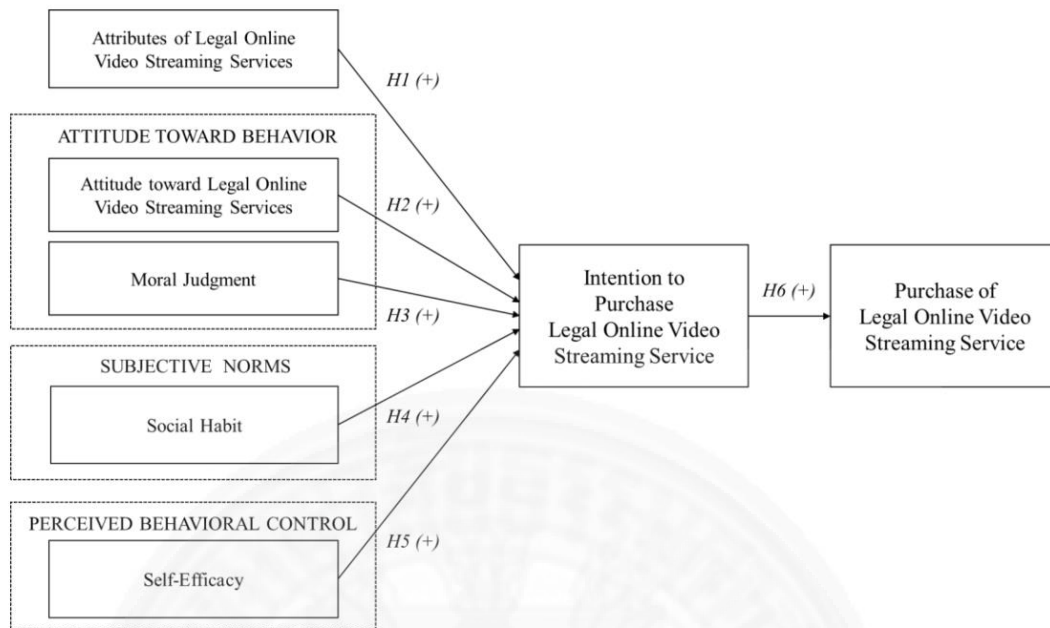 Attributes of Legal Online
Video Streaming Services
H1 (+)
ATTITUDE TOWARD BEHAVIOR
Attitude toward Legal Online
Video Streaming Services
H2 (+)
Moral Judgment
H3 (+)
SUBJECTIVE NORMS
Social Habit
H4 (+)
PERCEIVED BEHAVIORAL CONTROL
Self-Efficacy
H5 (+)
Intention to
Purchase
Legal Online Video
Streaming Service
H6 (+)
Purchase of
Legal Online Video
Streaming Service